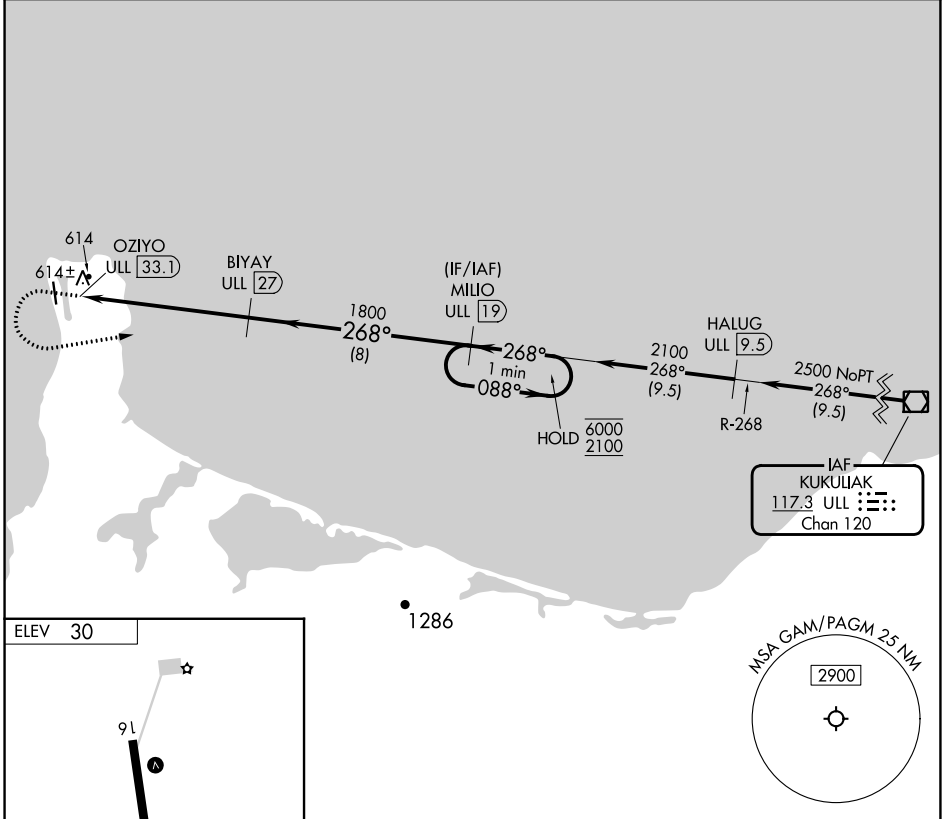 614
614±
OZIYO
ULL 33.1
BIYAY
ULL 27
1800
268°
(8)
(IF/IAF)
MILIO
ULL 19
268°
1 min
088°
HOLD
6000
2100
2100
268°
(9.5)
HALUG
ULL 9.5
R-268
2500 NoPT
268°
(9.5)
IAF
KUKULIAK
117.3 ULL
Chan 120
1286
ELEV 30
16
MSA GAM/PAGM 25 NM
2900